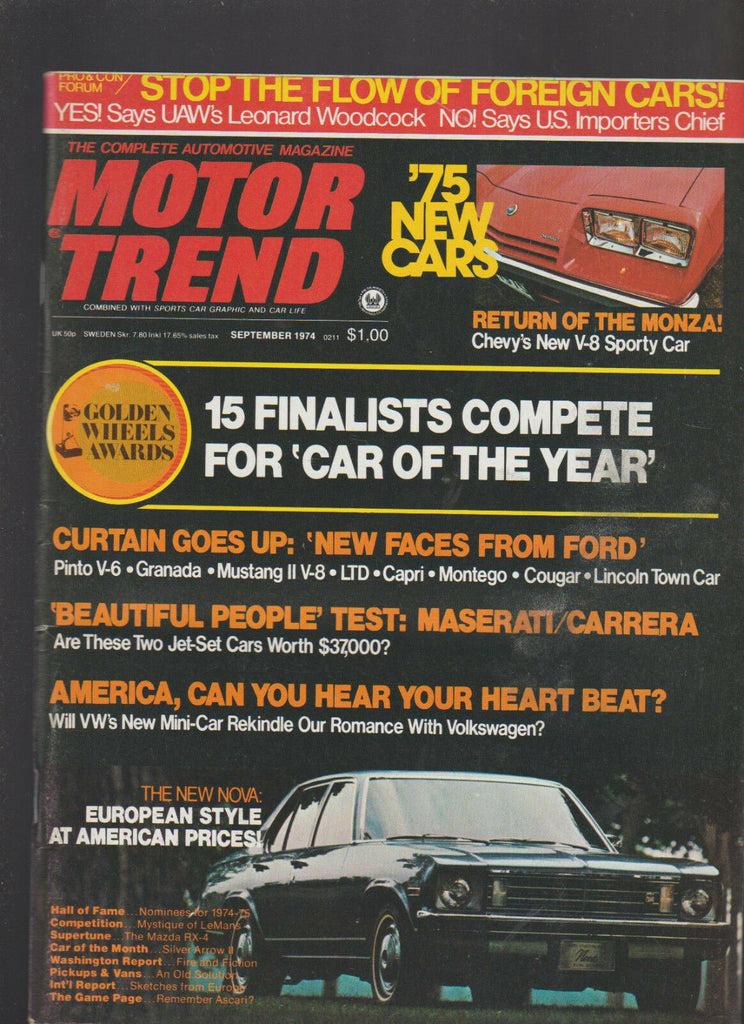 PRO & CON
FORUM
STOP THE FLOW OF FOREIGN CARS!
YES! Says UAW's Leonard Woodcock NO! Says U.S. Importers Chief
THE COMPLETE AUTOMOTIVE MAGAZINE
MOTOR
TREND
COMBINED WITH SPORTS CAR GRAPHIC AND CAR LIFE
UK 50p SWEDEN Skr. 7.80 Inkl 17.65% sales tax SEPTEMBER 1974 0211 $1.00
'75
NEW
CARS
RETURN OF THE MONZA!
Chevy's New V-8 Sporty Car
GOLDEN
WHEELS
AWARDS
15 FINALISTS COMPETE
FOR 'CAR OF THE YEAR'
CURTAIN GOES UP: 'NEW FACES FROM FORD'
Pinto V-6 • Granada • Mustang II V-8 • LTD • Capri • Montego • Cougar • Lincoln Town Car
'BEAUTIFUL PEOPLE' TEST: MASERATI/CARRERA
Are These Two Jet-Set Cars Worth $37,000?
AMERICA, CAN YOU HEAR YOUR HEART BEAT?
Will VW's New Mini-Car Rekindle Our Romance With Volkswagen?
THE NEW NOVA:
EUROPEAN STYLE
AT AMERICAN PRICES!
Hall of Fame...Nominees for 1974-75
Competition...Mystique of LeMans
Supertune...The Mazda RX-4
Car of the Month...Silver Arrow II
Washington Report...Fire and Fiction
Pickups & Vans...An Old Solution
Int'l Report...Sketches from Europe
The Game Page...Remember Ascari?
Nova